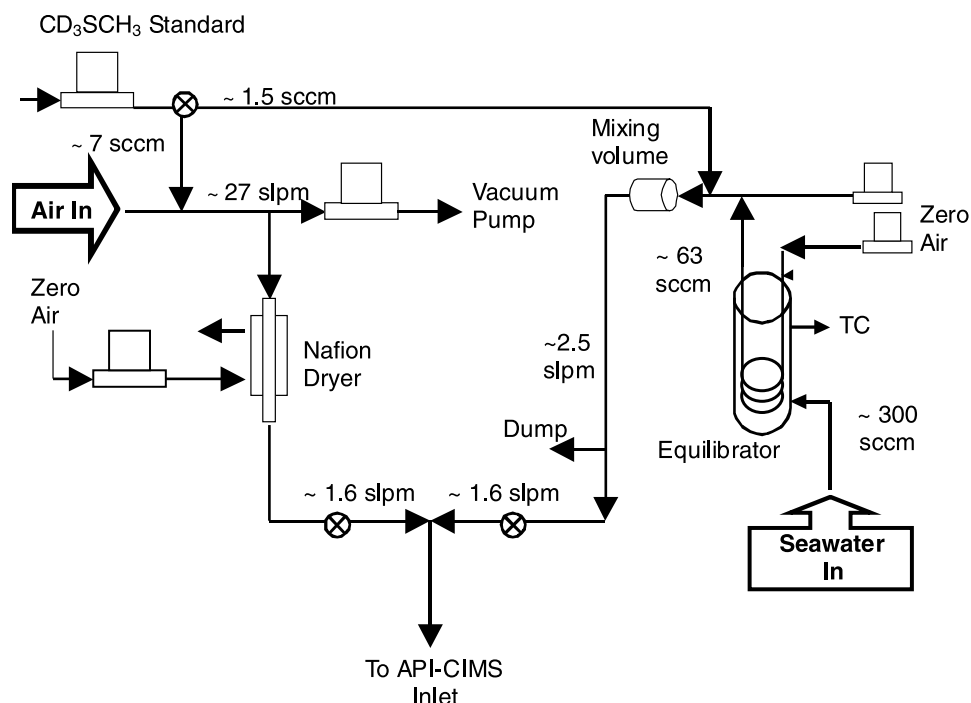 CD₃SCH₃ Standard
~ 1.5 sccm
~ 7 sccm
Mixing
volume
Air In
~ 27 slpm
Vacuum
Pump
Zero
Air
~ 63
sccm
Zero
Air
TC
Nafion
Dryer
~2.5
slpm
Dump
Equilibrator
~ 300
sccm
~ 1.6 slpm
~ 1.6 slpm
Seawater
In
To API-CIMS
Inlet